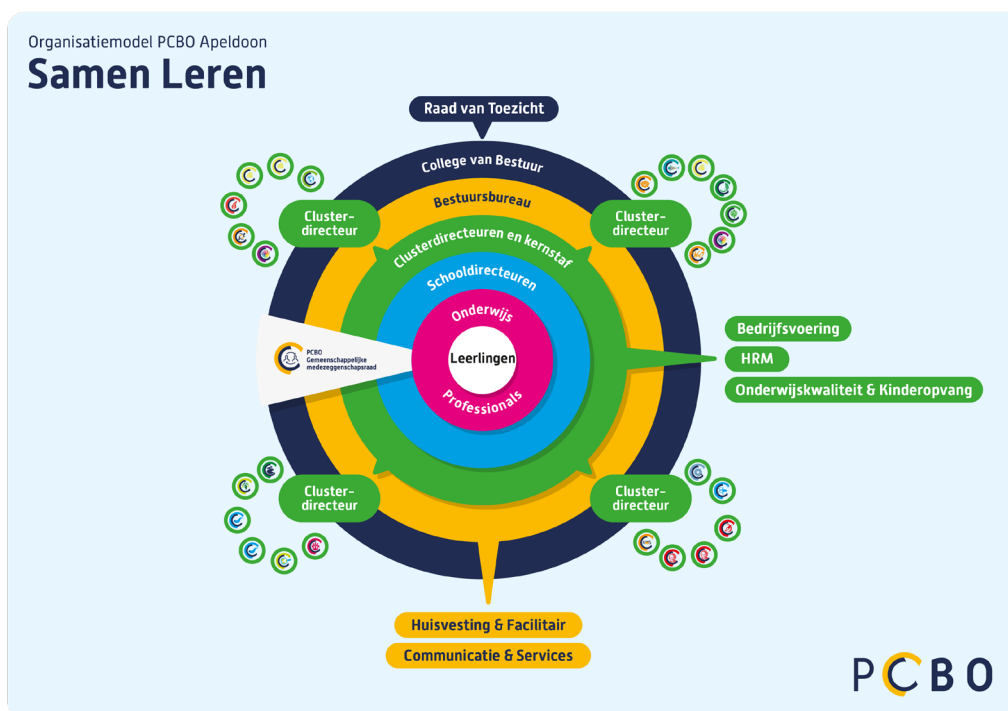 Organisatiemodel PCBO Apeldoon
Samen Leren
Raad van Toezicht
College van Bestuur
Bestuursbureau
Clusterdirecteuren en kernstaf
Schooldirecteuren
Onderwijs
Leerlingen
Professionals
Cluster-
directeur
Cluster-
directeur
PCBO
Gemeenschappelijke
medezeggenschapsraad
Bedrijfsvoering
HRM
Onderwijskwaliteit & Kinderopvang
Cluster-
directeur
Cluster-
directeur
Huisvesting & Facilitair
Communicatie & Services
PCBO